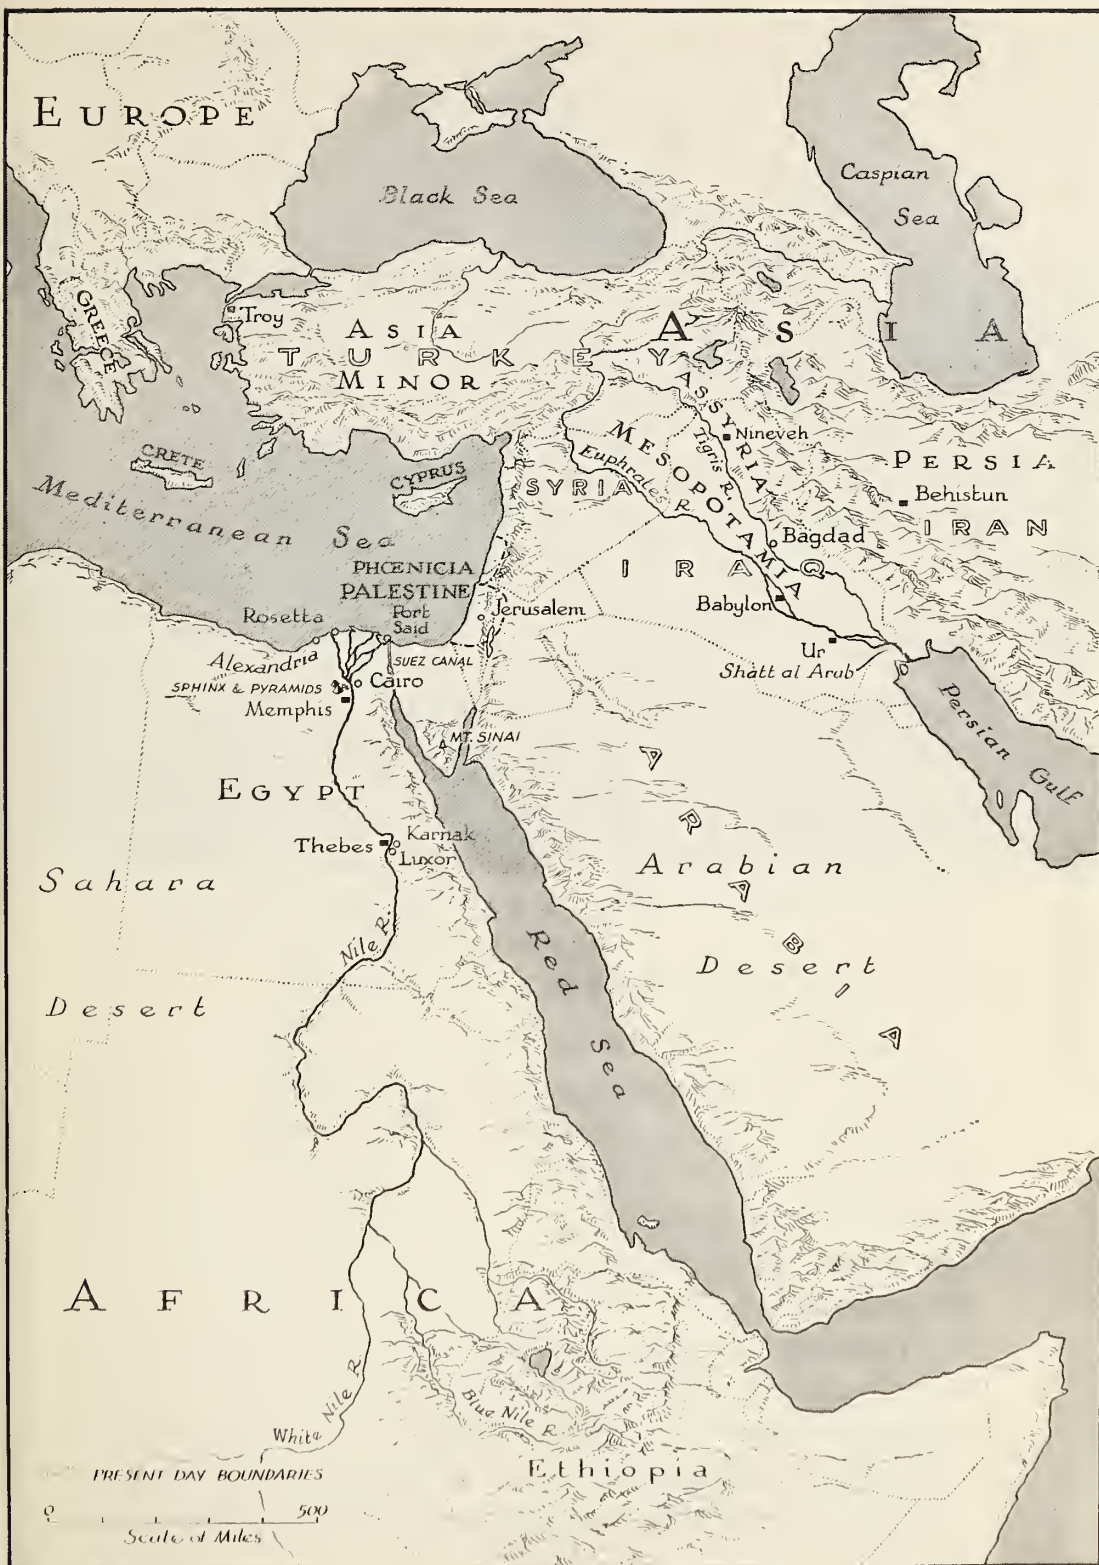 EUROPE
Black Sea
Caspian
Sea
GREECE
Troy
ASIA
MINOR
TURKEY
ASIA
ASSYRIA
MESOPOTAMIA
Tigris R.
Nineveh
Euphrates R.
PERSIA
Behistun
IRAN
CRETE
CYPRUS
SYRIA
Mediterranean Sea
Bagdad
IRAQ
PHŒNICIA
PALESTINE
Babylon
Jerusalem
Rosetta
Port
Said
Ur
Shatt al Arub
Alexandria
SUEZ CANAL
SPHINX & PYRAMIDS
Cairo
Memphis
Persian Gulf
MT. SINAI
EGYPT
ARABIA
Karnak
Thebes
Luxor
Arabian
Desert
Sahara
Desert
Nile R.
Red Sea
AFRICA
White Nile R.
Blue Nile R.
Ethiopia
PRESENT DAY BOUNDARIES
0 500
Scale of Miles